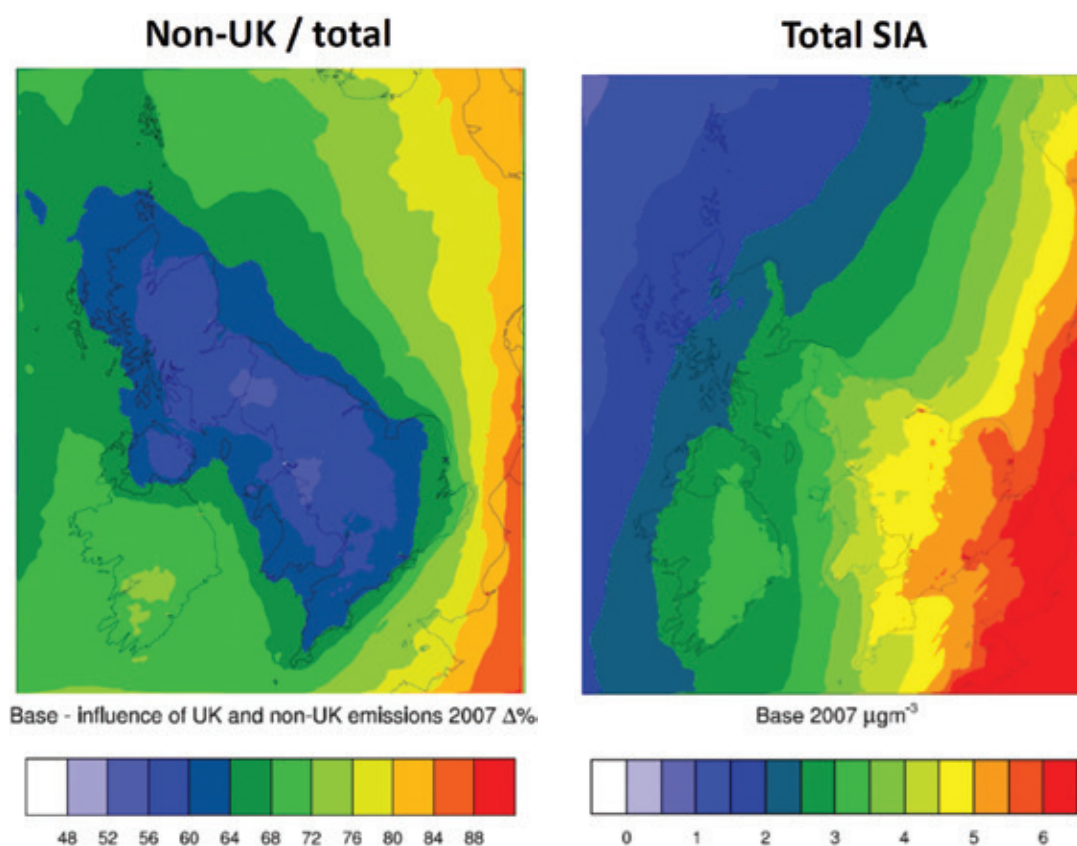 Non-UK / total
Total SIA
Base - influence of UK and non-UK emissions 2007 Δ%
Base 2007 µgm⁻³
48 52 56 60 64 68 72 76 80 84 88
0 1 2 3 4 5 6